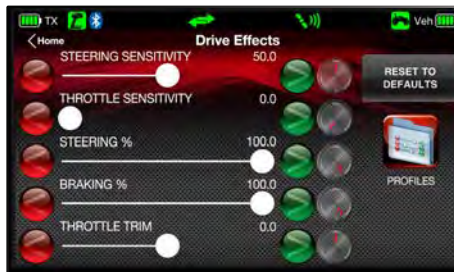 TX
Veh
Home
Drive Effects
STEERING SENSITIVITY 50.0
THROTTLE SENSITIVITY 0.0
STEERING % 100.0
BRAKING % 100.0
THROTTLE TRIM 0.0
RESET TO
DEFAULTS
PROFILES